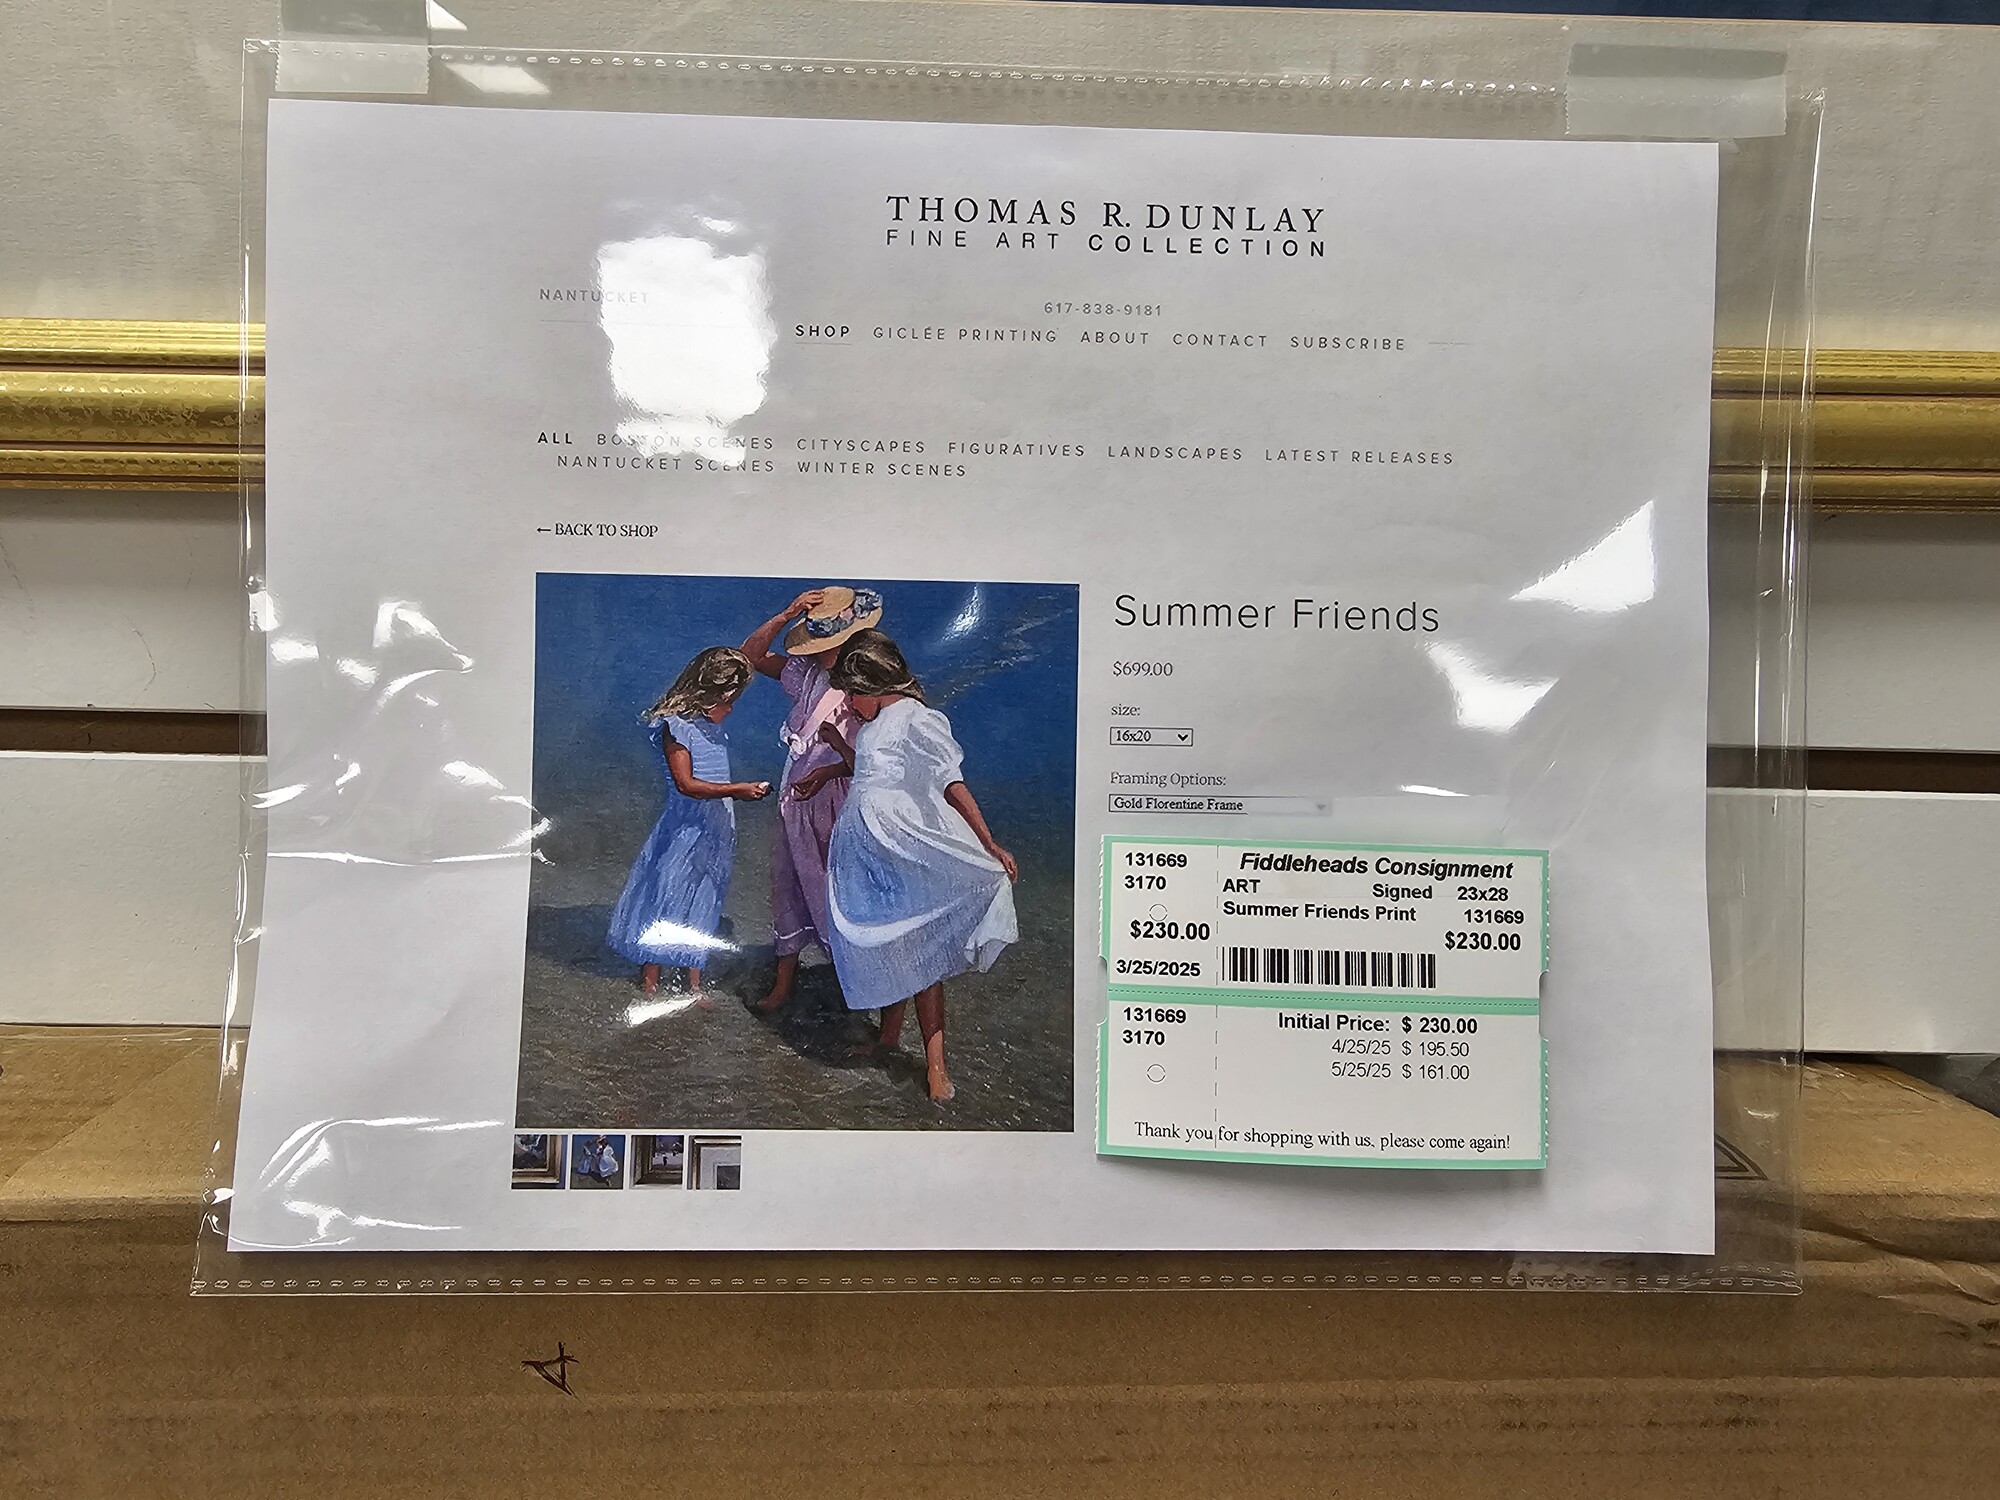 THOMAS R. DUNLAY
FINE ART COLLECTION
NANTUCKET
617-838-9181
SHOP GICLÉE PRINTING ABOUT CONTACT SUBSCRIBE
ALL BOSTON SCENES CITYSCAPES FIGURATIVES LANDSCAPES LATEST RELEASES
NANTUCKET SCENES WINTER SCENES
← BACK TO SHOP
Summer Friends
$699.00
size:
16x20
Framing Options:
Gold Florentine Frame
131669
3170
$230.00
3/25/2025
Fiddleheads Consignment
ART Signed 23x28
Summer Friends Print 131669
$230.00
131669
3170
Initial Price: $ 230.00
4/25/25 $ 195.50
5/25/25 $ 161.00
Thank you for shopping with us, please come again!